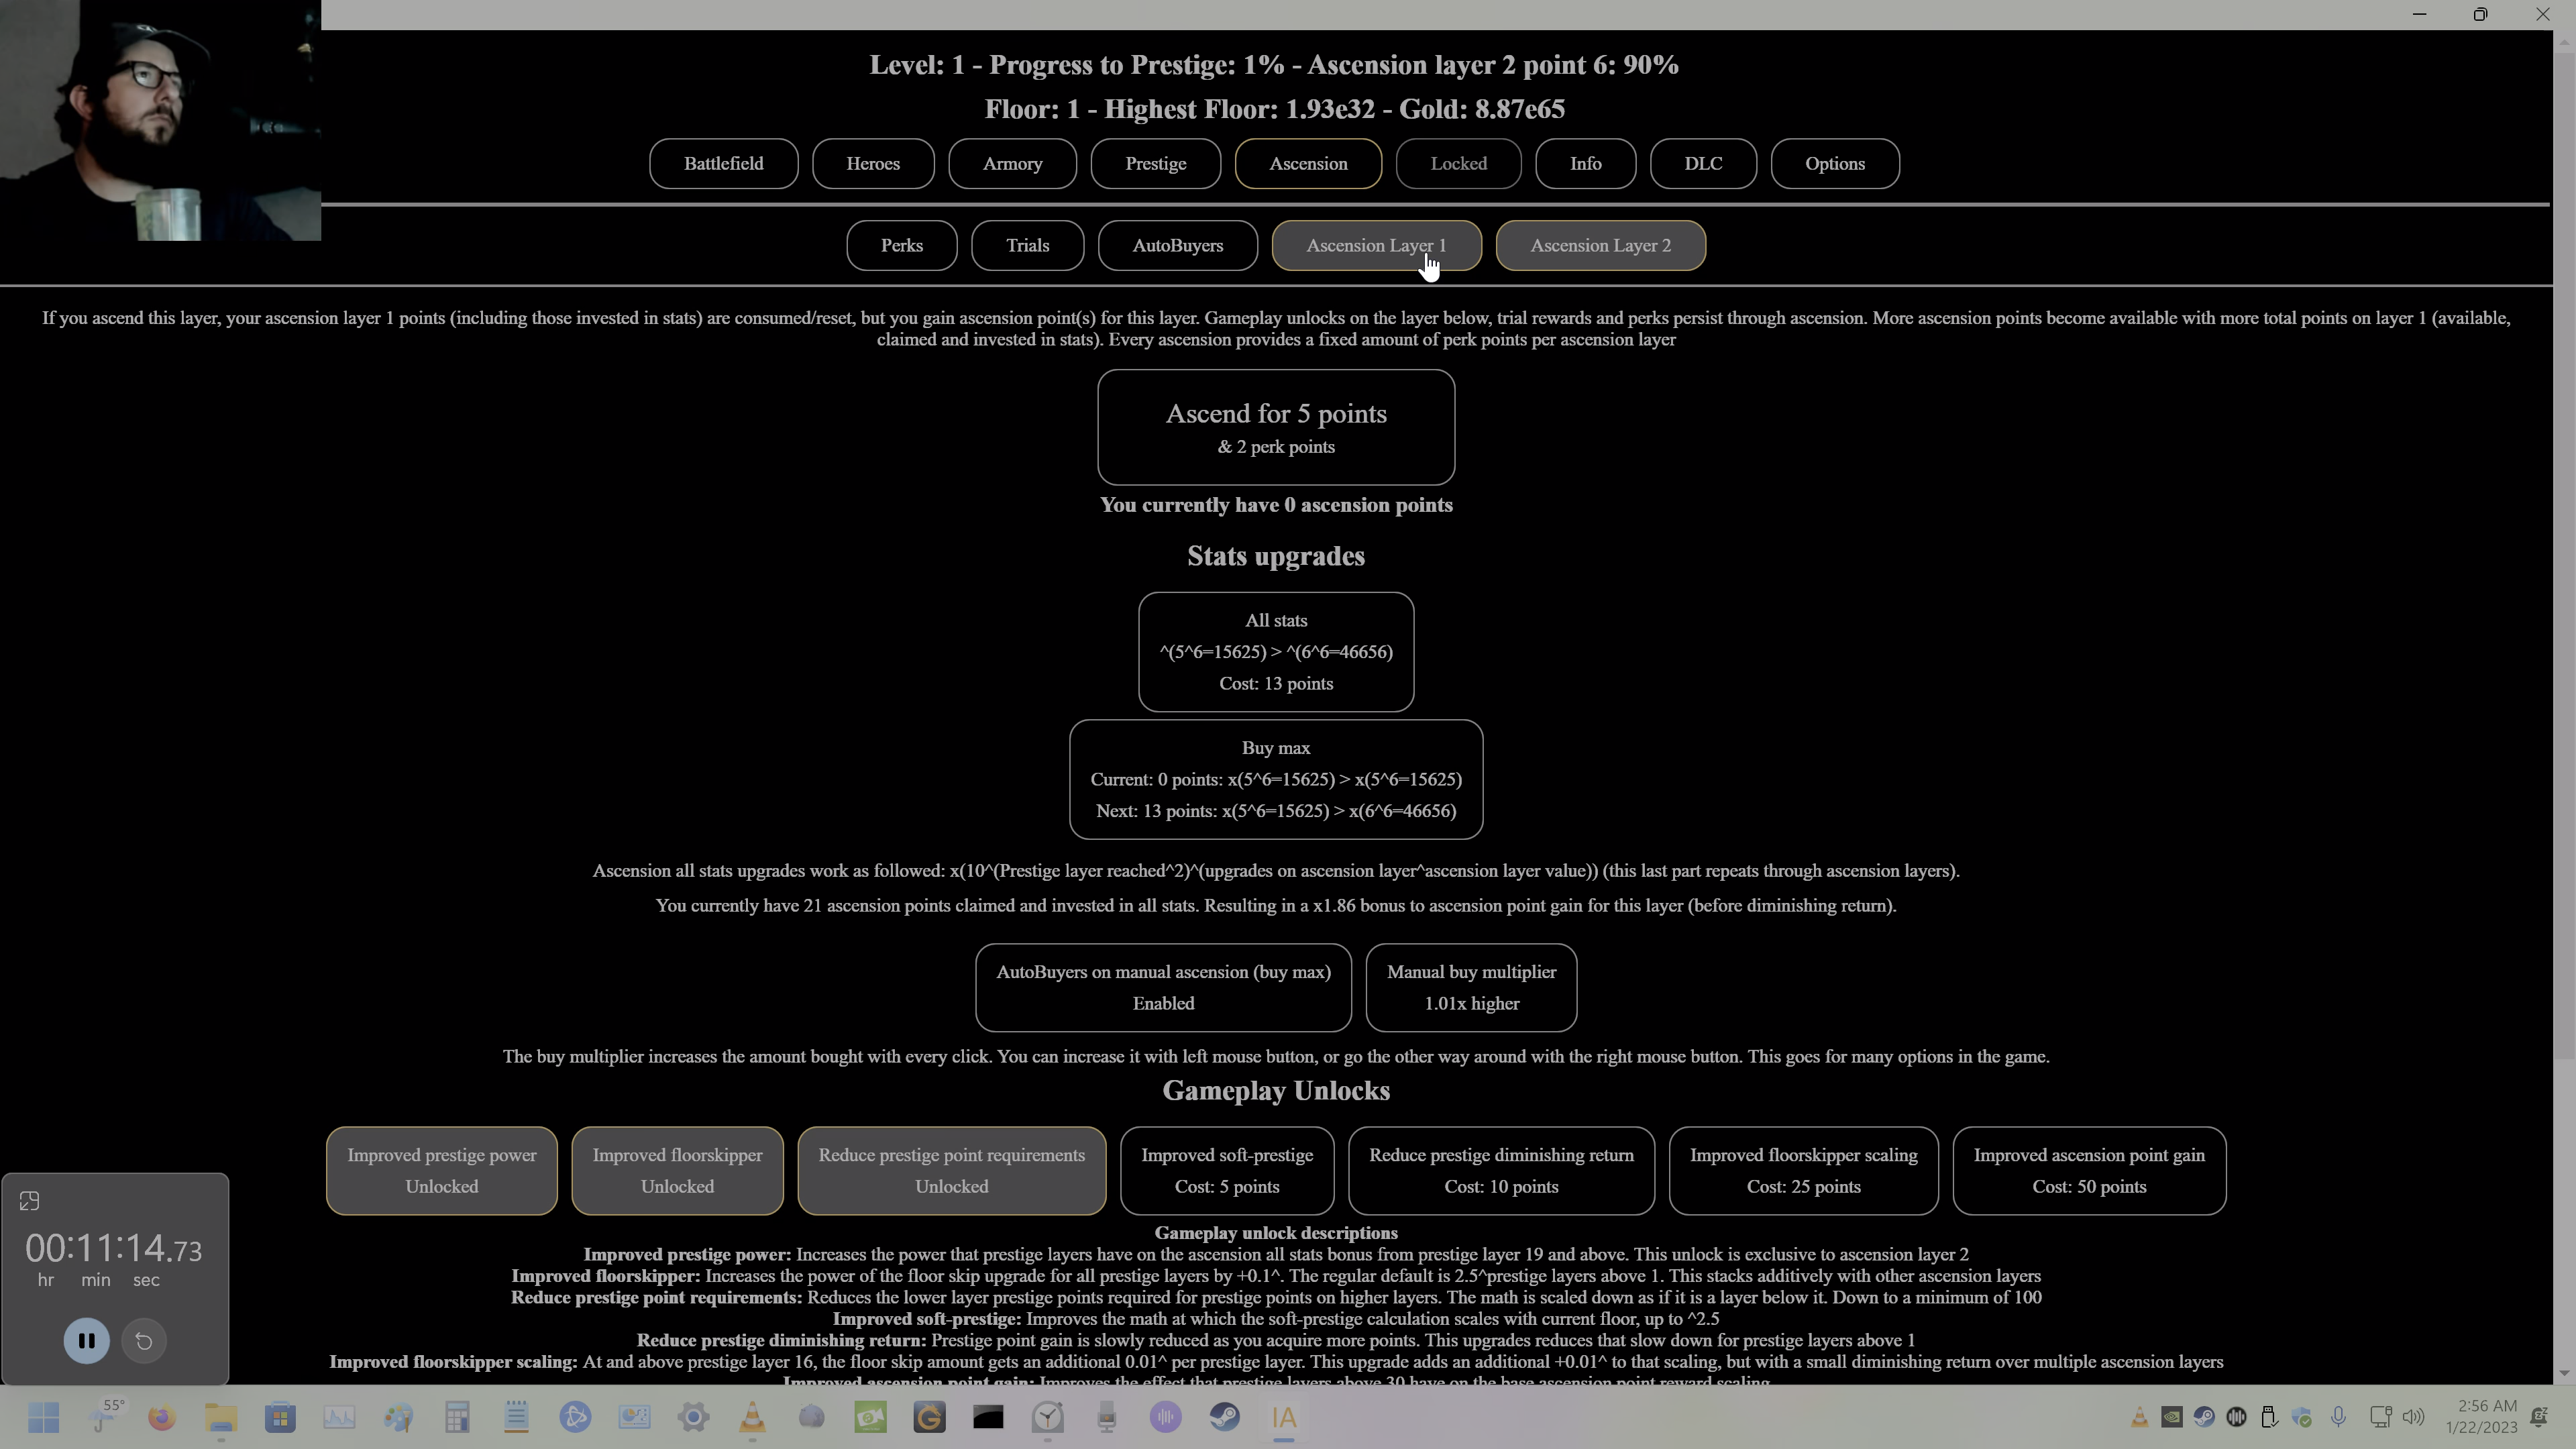 Level: 1 - Progress to Prestige: 1% - Ascension layer 2 point 6: 90%
Floor: 1 - Highest Floor: 1.93e32 - Gold: 8.87e65
Battlefield Heroes Armory Prestige Ascension Locked Info DLC Options
Perks Trials AutoBuyers Ascension Layer 1 Ascension Layer 2
If you ascend this layer, your ascension layer 1 points (including those invested in stats) are consumed/reset, but you gain ascension point(s) for this layer. Gameplay unlocks on the layer below, trial rewards and perks persist through ascension. More ascension points become available with more total points on layer 1 (available,
claimed and invested in stats). Every ascension provides a fixed amount of perk points per ascension layer
Ascend for 5 points
& 2 perk points
You currently have 0 ascension points
Stats upgrades
All stats
^(5^6=15625) > ^(6^6=46656)
Cost: 13 points
Buy max
Current: 0 points: x(5^6=15625) > x(5^6=15625)
Next: 13 points: x(5^6=15625) > x(6^6=46656)
Ascension all stats upgrades work as followed: x(10^(Prestige layer reached^2)^(upgrades on ascension layer^ascension layer value)) (this last part repeats through ascension layers).
You currently have 21 ascension points claimed and invested in all stats. Resulting in a x1.86 bonus to ascension point gain for this layer (before diminishing return).
AutoBuyers on manual ascension (buy max) Manual buy multiplier
Enabled 1.01x higher
The buy multiplier increases the amount bought with every click. You can increase it with left mouse button, or go the other way around with the right mouse button. This goes for many options in the game.
Gameplay Unlocks
Improved prestige power Improved floorskipper Reduce prestige point requirements Improved soft-prestige Reduce prestige diminishing return Improved floorskipper scaling Improved ascension point gain
Unlocked Unlocked Unlocked Cost: 5 points Cost: 10 points Cost: 25 points Cost: 50 points
Gameplay unlock descriptions
Improved prestige power: Increases the power that prestige layers have on the ascension all stats bonus from prestige layer 19 and above. This unlock is exclusive to ascension layer 2
Improved floorskipper: Increases the power of the floor skip upgrade for all prestige layers by +0.1^. The regular default is 2.5^prestige layers above 1. This stacks additively with other ascension layers
Reduce prestige point requirements: Reduces the lower layer prestige points required for prestige points on higher layers. The math is scaled down as if it is a layer below it. Down to a minimum of 100
Improved soft-prestige: Improves the math at which the soft-prestige calculation scales with current floor, up to ^2.5
Reduce prestige diminishing return: Prestige point gain is slowly reduced as you acquire more points. This upgrades reduces that slow down for prestige layers above 1
Improved floorskipper scaling: At and above prestige layer 16, the floor skip amount gets an additional 0.01^ per prestige layer. This upgrade adds an additional +0.01^ to that scaling, but with a small diminishing return over multiple ascension layers
Improved ascension point gain: Improves the effect that prestige layers above 30 have on the base ascension point reward scaling
00:11:14.73
hr min sec
55°
IA
2:56 AM
1/22/2023